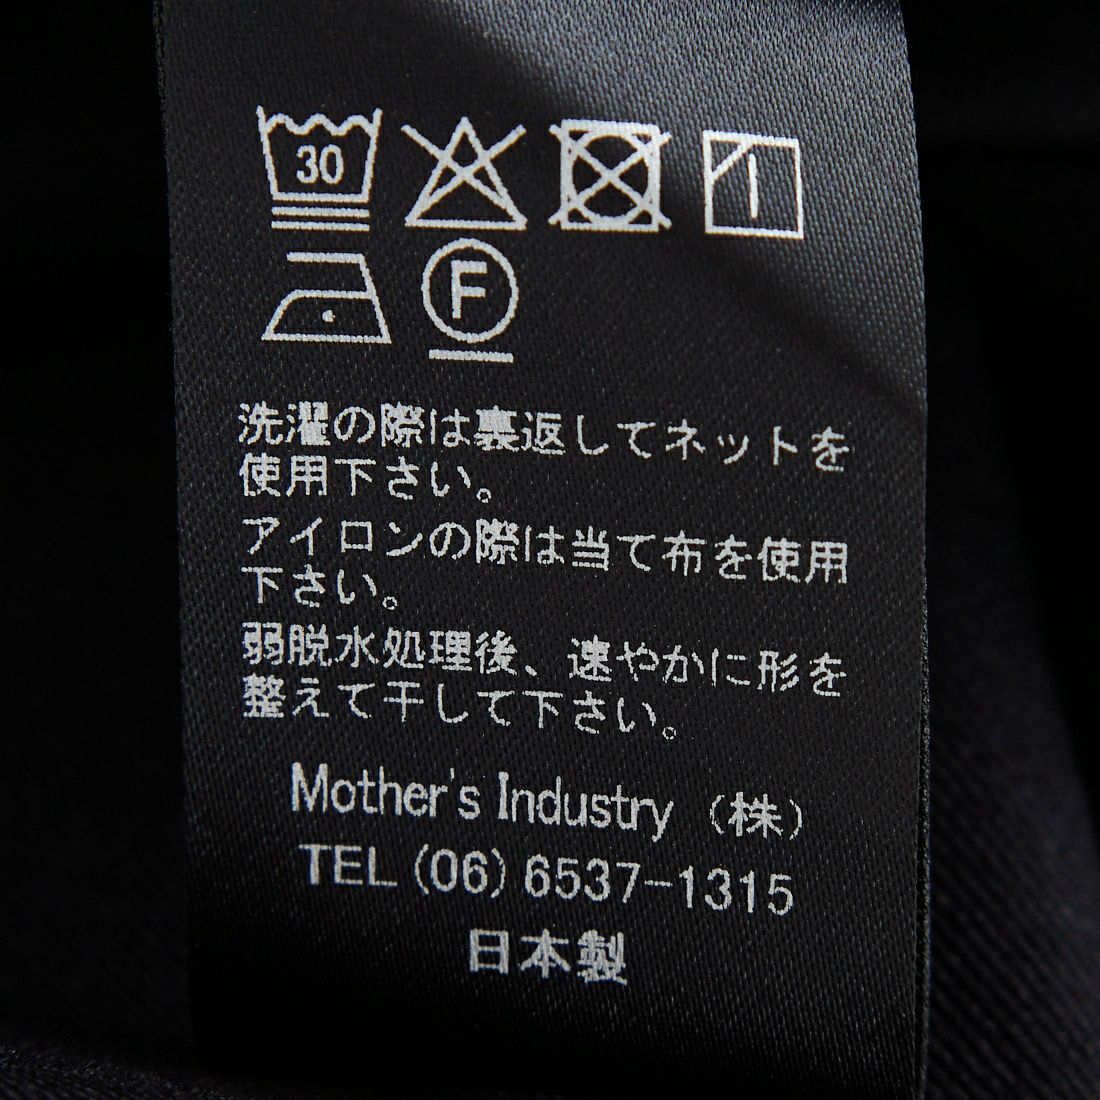 30
F
洗濯の際は裏返してネットを
使用下さい。
アイロンの際は当て布を使用
下さい。
弱脱水処理後、速やかに形を
整えて干して下さい。
Mother's Industry (株)
TEL (06) 6537-1315
日本製